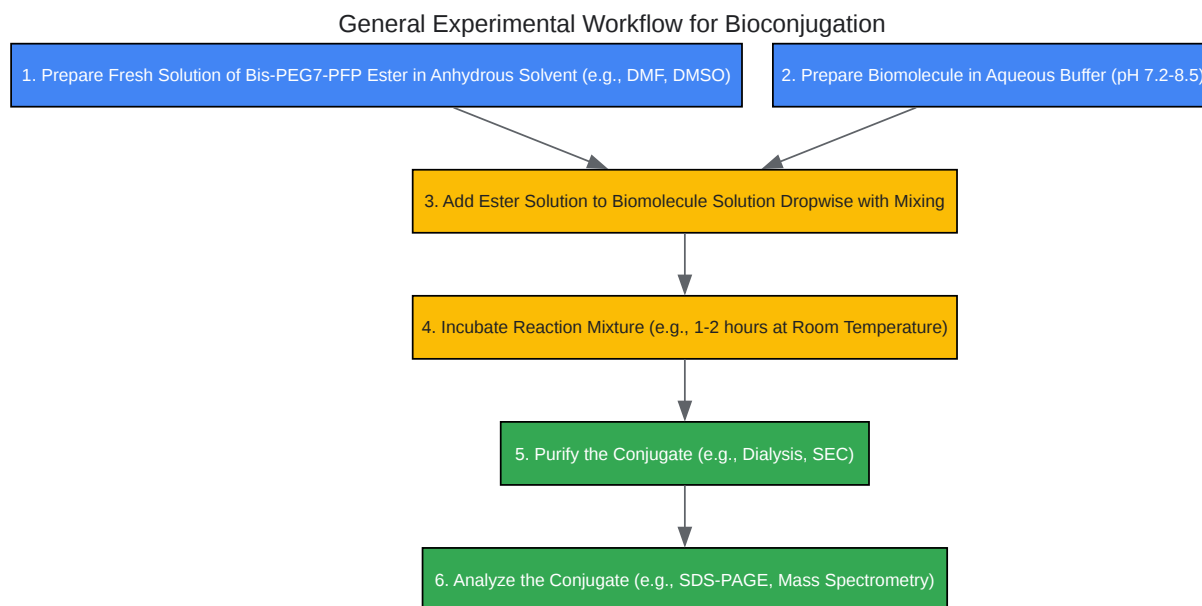 General Experimental Workflow for Bioconjugation
1. Prepare Fresh Solution of Bis-PEG7-PFP Ester in Anhydrous Solvent (e.g., DMF, DMSO)
2. Prepare Biomolecule in Aqueous Buffer (pH 7.2-8.5)
3. Add Ester Solution to Biomolecule Solution Dropwise with Mixing
4. Incubate Reaction Mixture (e.g., 1-2 hours at Room Temperature)
5. Purify the Conjugate (e.g., Dialysis, SEC)
6. Analyze the Conjugate (e.g., SDS-PAGE, Mass Spectrometry)